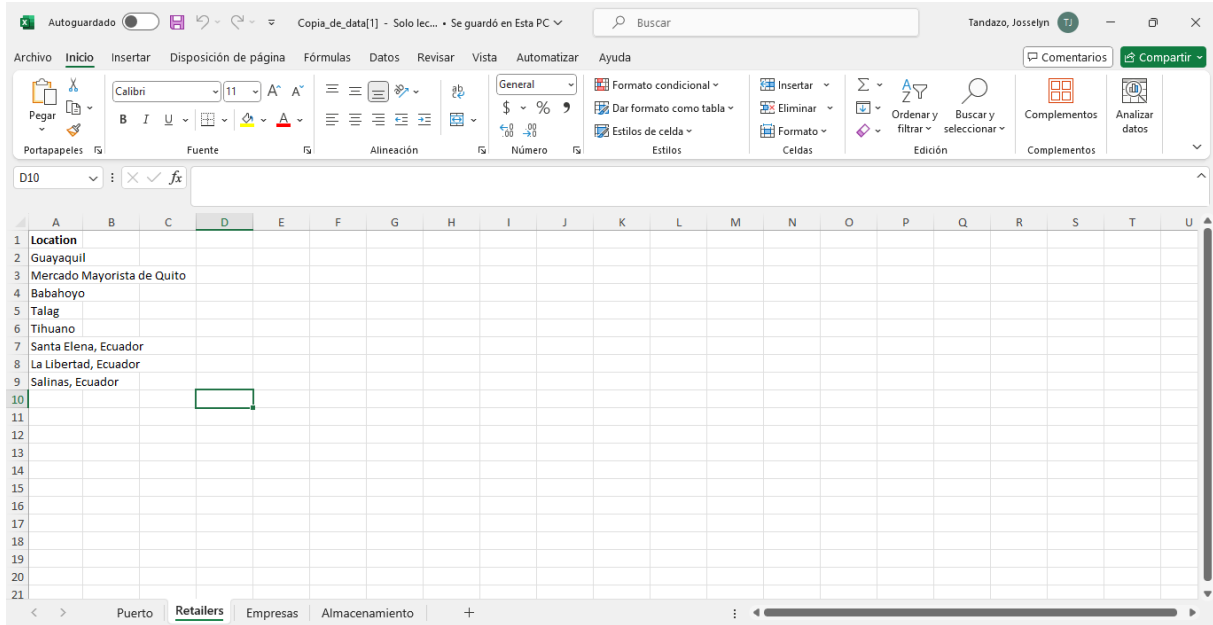 Autoguardado Copia_de_data[1] - Solo lec... • Se guardó en Esta PC Buscar Tandazo, Josselyn TJ
Archivo Inicio Insertar Disposición de página Fórmulas Datos Revisar Vista Automatizar Ayuda Comentarios Compartir
Pegar
Portapapeles
Calibri 11
N K S
Fuente
Alineación
General
$ % 
Número
Formato condicional
Dar formato como tabla
Estilos de celda
Estilos
Insertar
Eliminar
Formato
Celdas
Ordenar y filtrar
Buscar y seleccionar
Edición
Complementos
Complementos
Analizar datos
D10 fx
A B C D E F G H I J K L M N O P Q R S T U
1 Location
2 Guayaquil
3 Mercado Mayorista de Quito
4 Babahoyo
5 Talag
6 Tihuano
7 Santa Elena, Ecuador
8 La Libertad, Ecuador
9 Salinas, Ecuador
10
11
12
13
14
15
16
17
18
19
20
21
Puerto Retailers Empresas Almacenamiento +